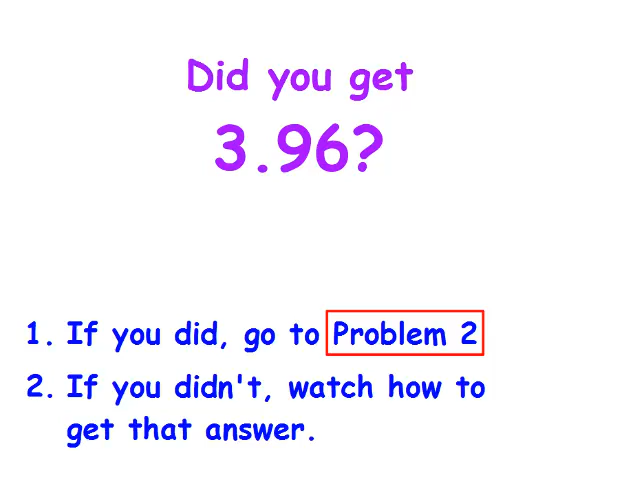 Did you get
3.96?
1. If you did, go to Problem 2
2. If you didn't, watch how to
get that answer.